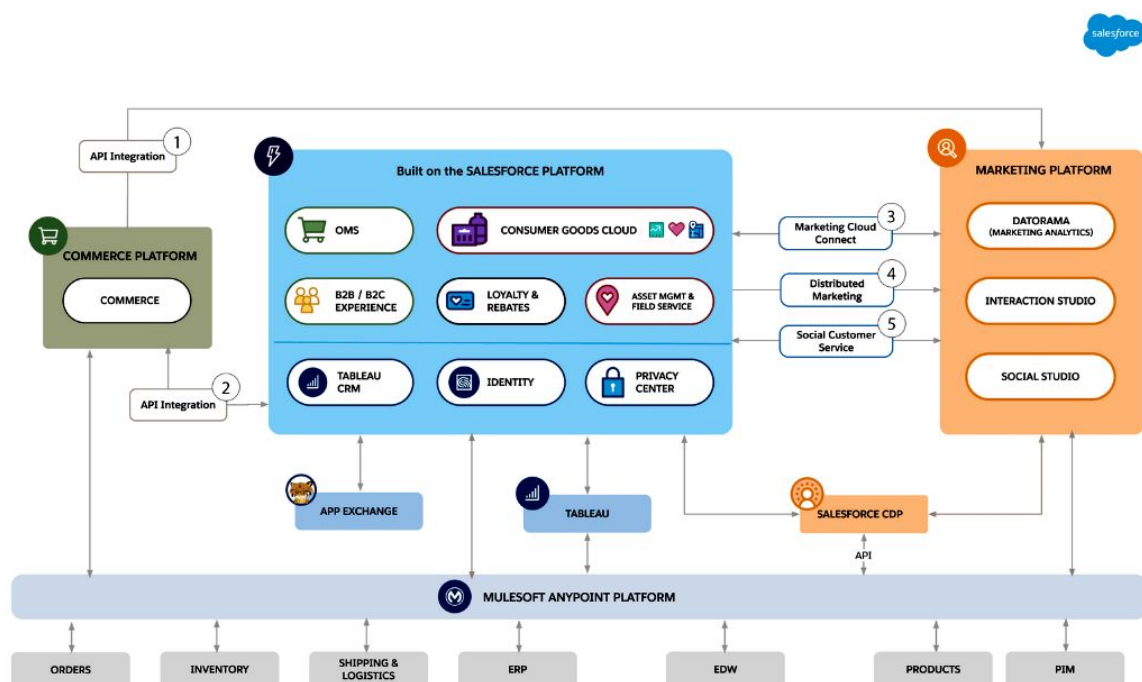 salesforce
1
API Integration
Built on the SALESFORCE PLATFORM
MARKETING PLATFORM
OMS
CONSUMER GOODS CLOUD
3
Marketing Cloud
Connect
DATORAMA
(MARKETING ANALYTICS)
COMMERCE PLATFORM
COMMERCE
B2B / B2C
EXPERIENCE
LOYALTY &
REBATES
ASSET MGMT &
FIELD SERVICE
4
Distributed
Marketing
INTERACTION STUDIO
5
Social Customer
Service
TABLEAU
CRM
IDENTITY
PRIVACY
CENTER
SOCIAL STUDIO
2
API Integration
APP EXCHANGE
TABLEAU
SALESFORCE CDP
API
MULESOFT ANYPOINT PLATFORM
ORDERS
INVENTORY
SHIPPING &
LOGISTICS
ERP
EDW
PRODUCTS
PIM